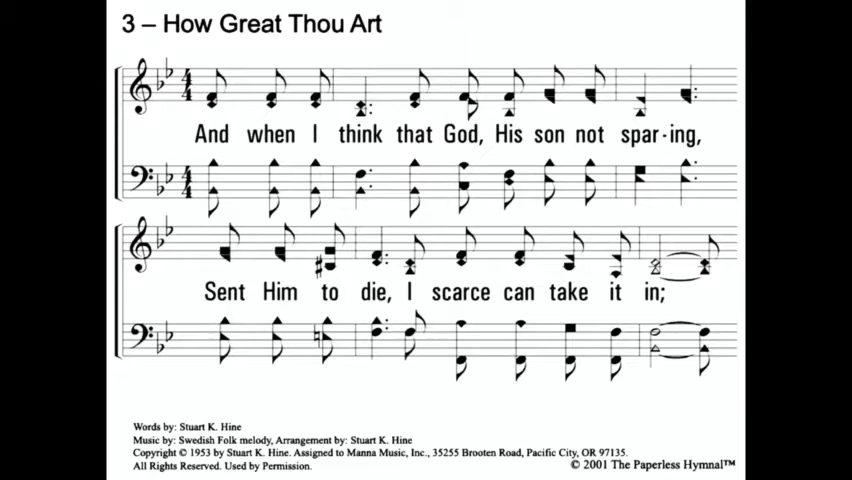 3 – How Great Thou Art
And when I think that God, His son not spar-ing,
Sent Him to die, I scarce can take it in;
Words by: Stuart K. Hine
Music by: Swedish Folk melody, Arrangement by: Stuart K. Hine
Copyright © 1953 by Stuart K. Hine. Assigned to Manna Music, Inc., 35255 Brooten Road, Pacific City, OR 97135.
All Rights Reserved. Used by Permission.
© 2001 The Paperless Hymnal™